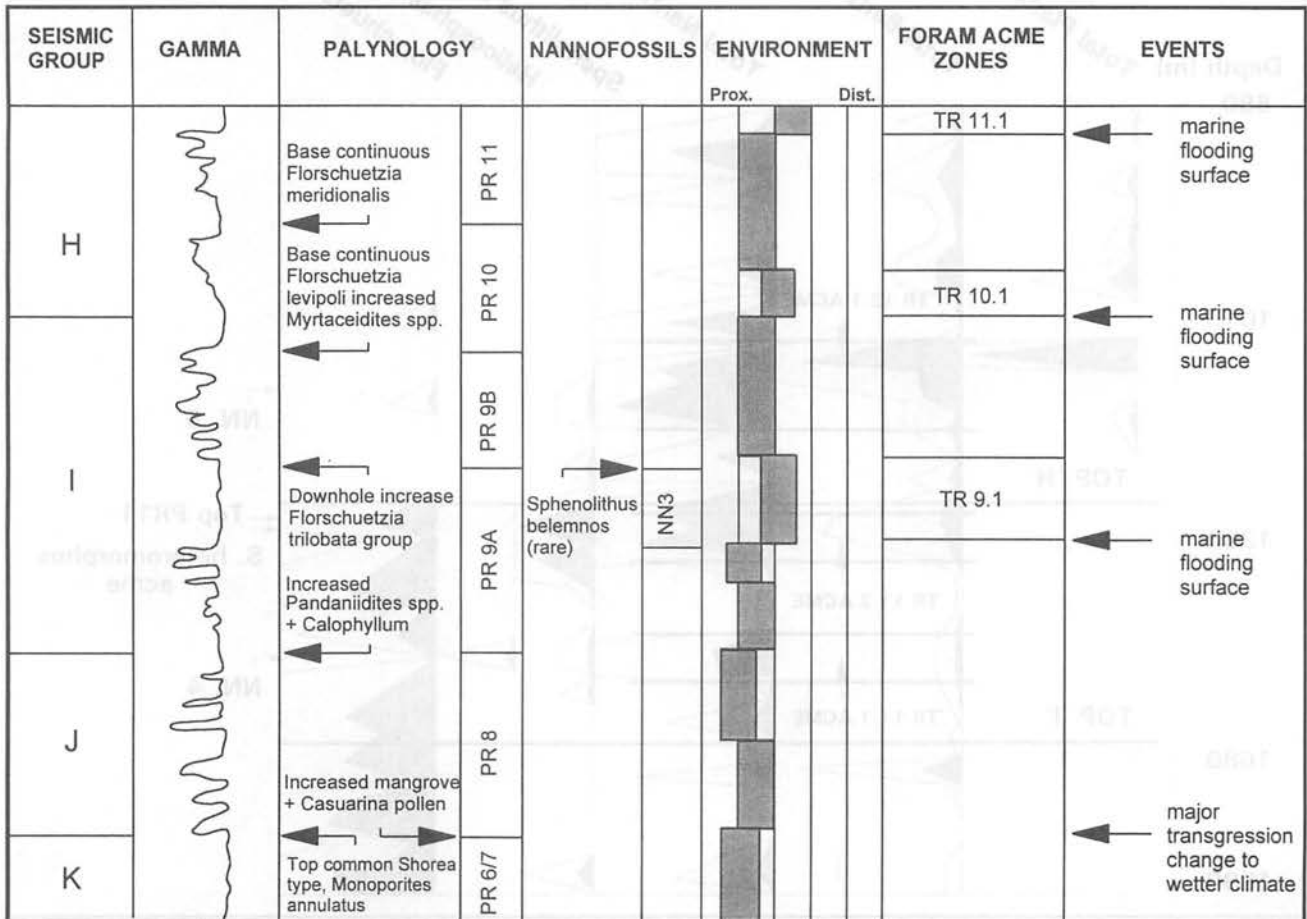 SEISMIC
GROUP
GAMMA
PALYNOLOGY
NANNOFOSSILS
ENVIRONMENT
FORAM ACME
ZONES
EVENTS
Prox.
Dist.
H
I
J
K
Base continuous
Florschuetzia
meridionalis
Base continuous
Florschuetzia
levipoli increased
Myrtaceidites spp.
Downhole increase
Florschuetzia
trilobata group
Increased
Pandaniidites spp.
+ Calophyllum
Increased mangrove
+ Casuarina pollen
Top common Shorea
type, Monoporites
annulatus
PR 11
PR 10
PR 9B
PR 9A
PR 8
PR 6/7
Sphenolithus
belemnos
(rare)
NN3
TR 11.1
TR 10.1
TR 9.1
marine
flooding
surface
marine
flooding
surface
marine
flooding
surface
major
transgression
change to
wetter climate